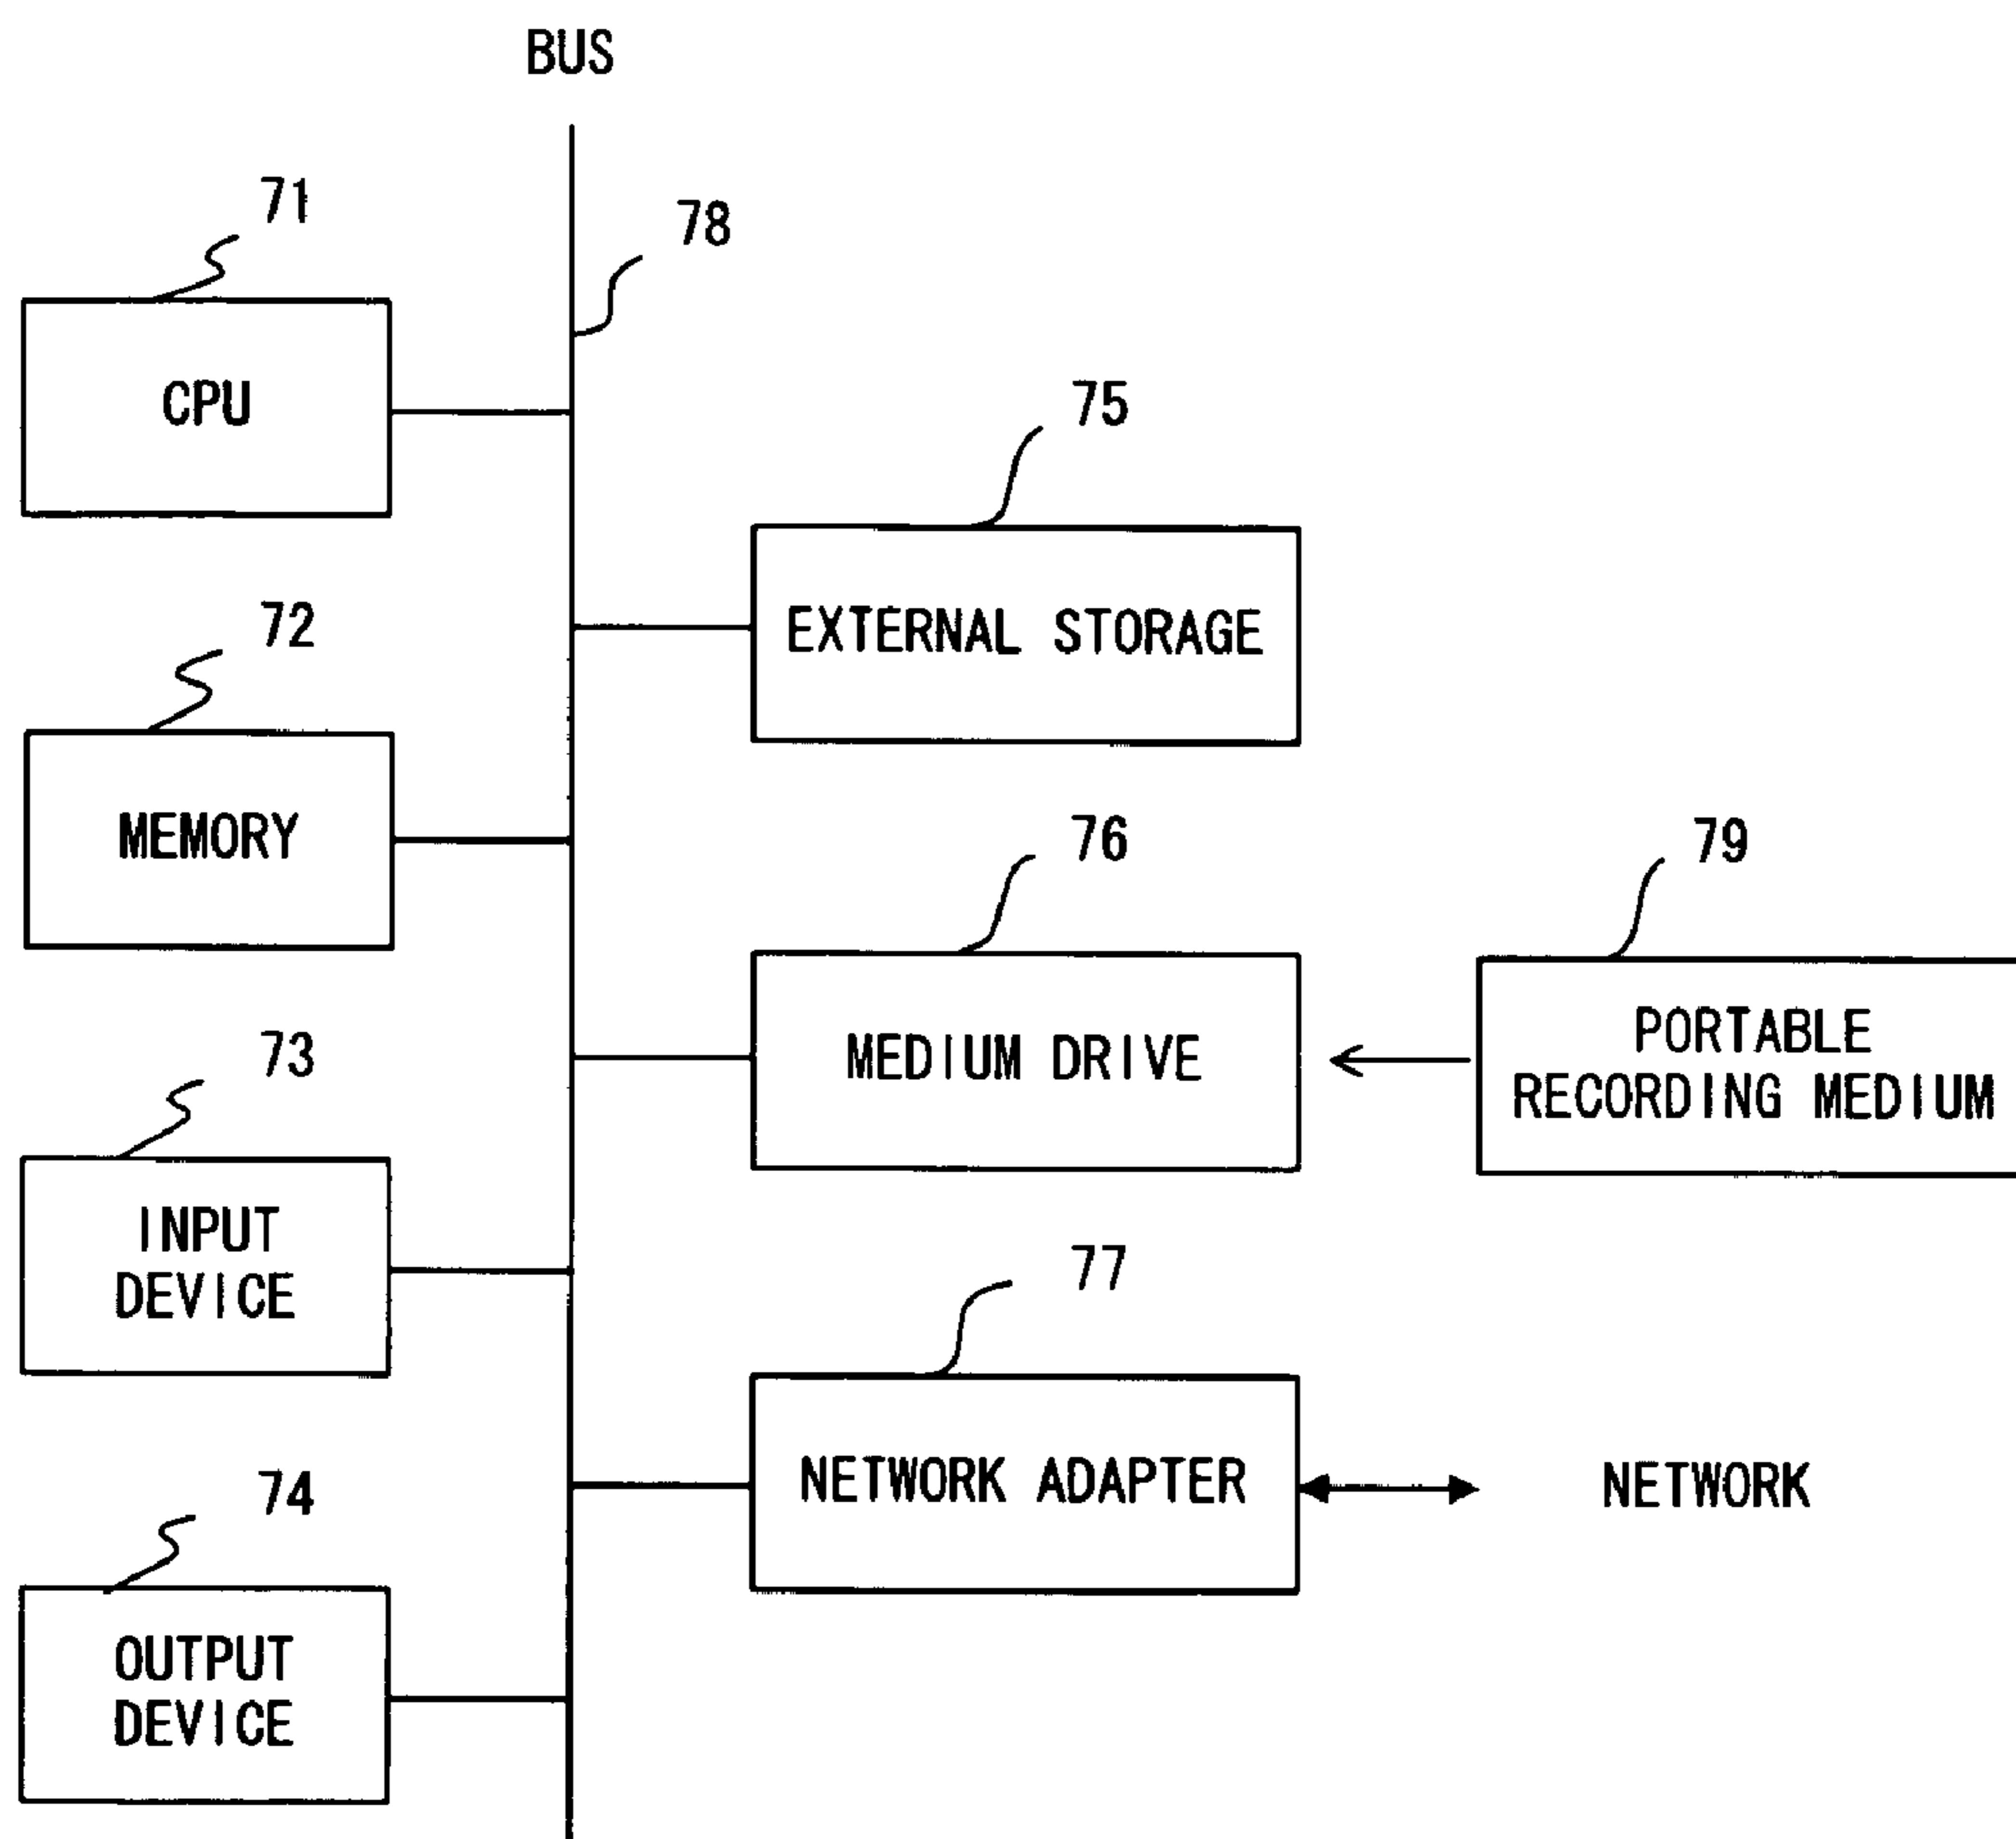 BUS
71
78
CPU
75
EXTERNAL STORAGE
72
MEMORY
76
79
MEDIUM DRIVE
PORTABLE
RECORDING MEDIUM
73
INPUT
DEVICE
77
NETWORK ADAPTER
NETWORK
74
OUTPUT
DEVICE